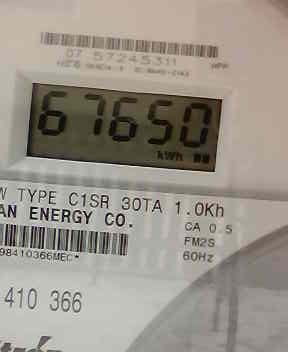 07 57245311
67650
kWh
W TYPE C1SR 30TA 1.0Kh
AN ENERGY CO.
CA 0.5
FM2S
60Hz
98410366MEC*
410 366